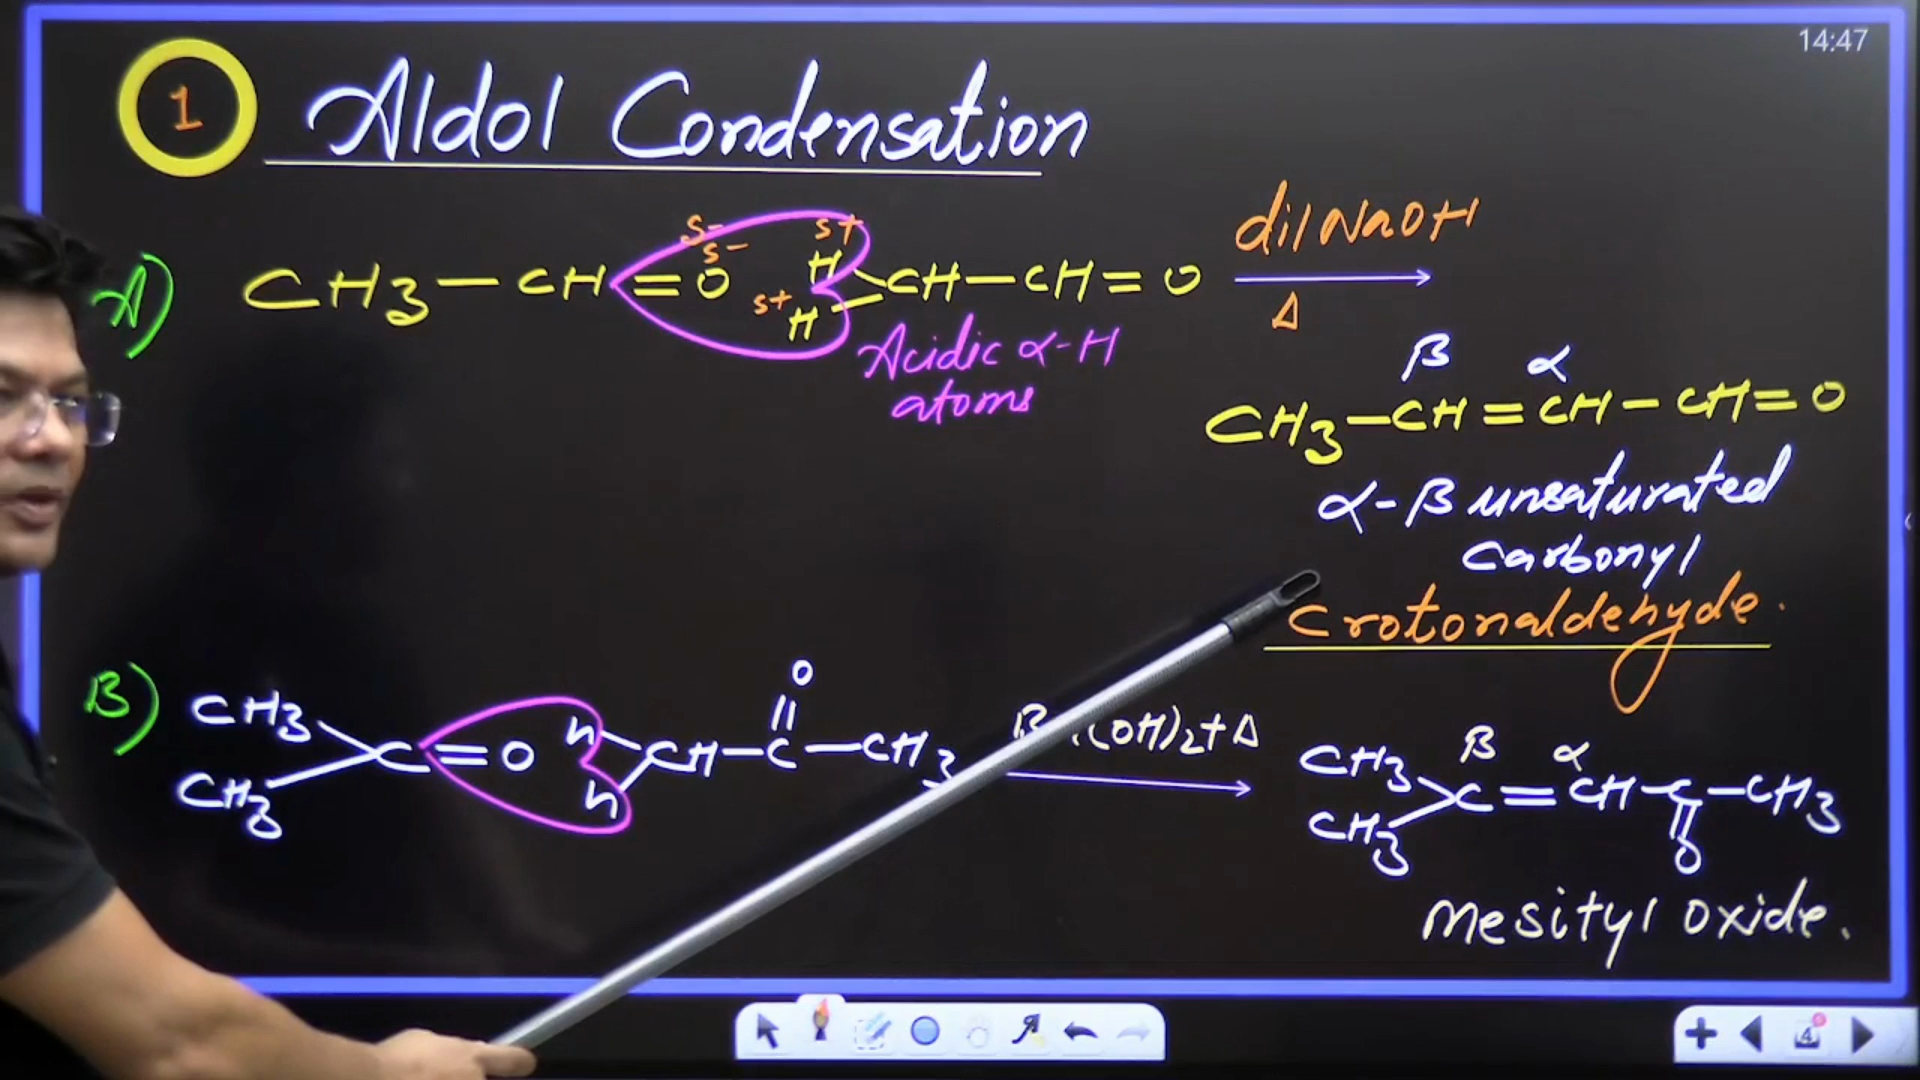 14:47
1 Aldol Condensation
dil NaOH
A) CH3—CH=O H H CH—CH=O
δ- δ- δ+ δ+
Δ
Acidic α-H
atoms
β α
CH3—CH=CH—CH=O
α-β unsaturated
carbonyl
Crotonaldehyde.
B) CH3 CH3 C=O H H CH—C—CH3
O
(OH)2+Δ
β α
CH3 CH3 C=CH—C—CH3
O
Mesityl oxide.
4